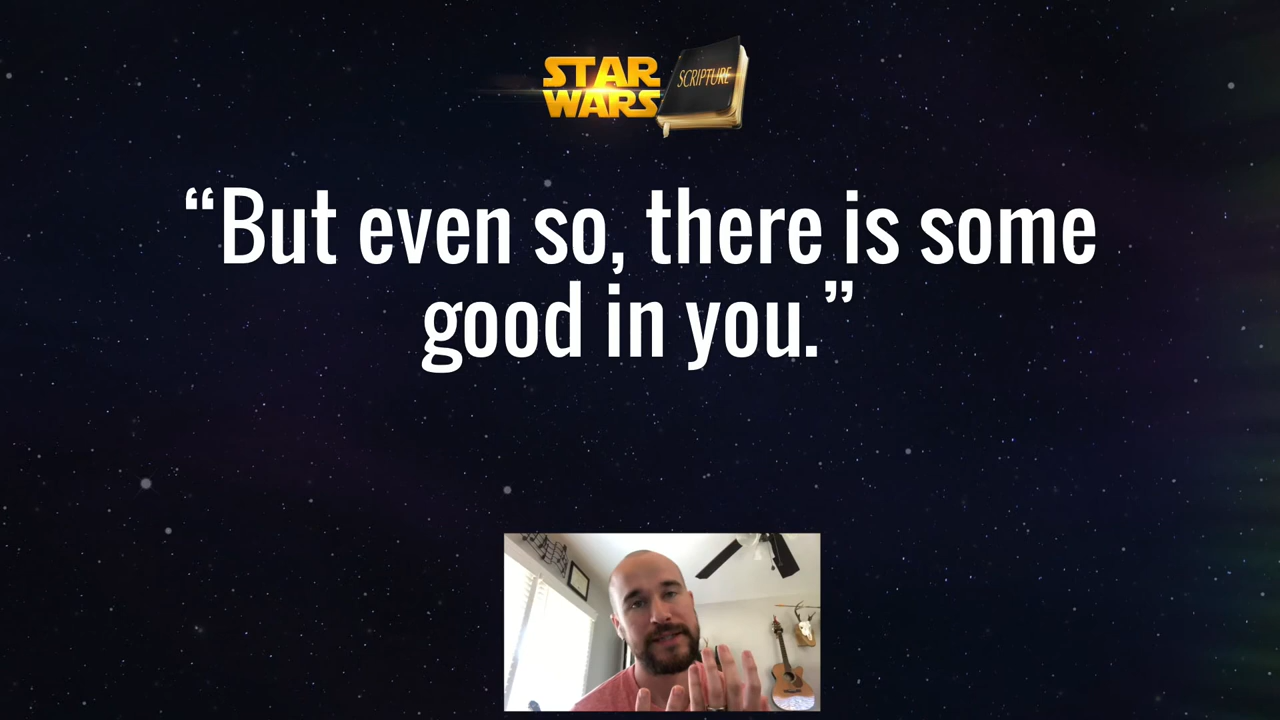 STAR
WARS
SCRIPTURE
“But even so, there is some
good in you.”